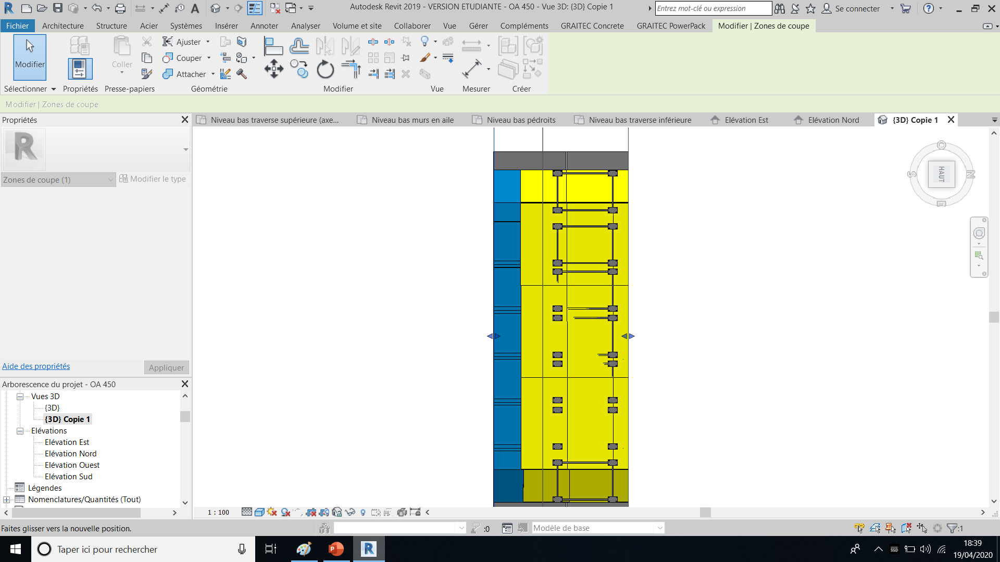 Autodesk Revit 2019 - VERSION ETUDIANTE - OA 450 - Vue 3D: {3D} Copie 1
Entrez mot-clé ou expression
Se connecter
Fichier Architecture Structure Acier Systèmes Insérer Annoter Analyser Volume et site Collaborer Vue Gérer Compléments GRAITEC Concrete GRAITEC PowerPack Modifier | Zones de coupe
Modifier
Coller
Ajuster
Couper
Attacher
Sélectionner Propriétés Presse-papiers Géométrie Modifier Vue Mesurer Créer
Modifier | Zones de coupe
Propriétés
Niveau bas traverse supérieure (axe... Niveau bas murs en aile Niveau bas pédroits Niveau bas traverse inférieure Elévation Est Elévation Nord {3D} Copie 1
R
Zones de coupe (1)
Modifier le type
HAUT
O
S
N
E
Aide des propriétés
Appliquer
Arborescence du projet - OA 450
Vues 3D
{3D}
{3D} Copie 1
Elévations
Elévation Est
Elévation Nord
Elévation Ouest
Elévation Sud
Légendes
Nomenclatures/Quantités (Tout)
1 : 100
Faites glisser vers la nouvelle position.
:0
Modèle de base
:1
Taper ici pour rechercher
SSD
18:39
19/04/2020